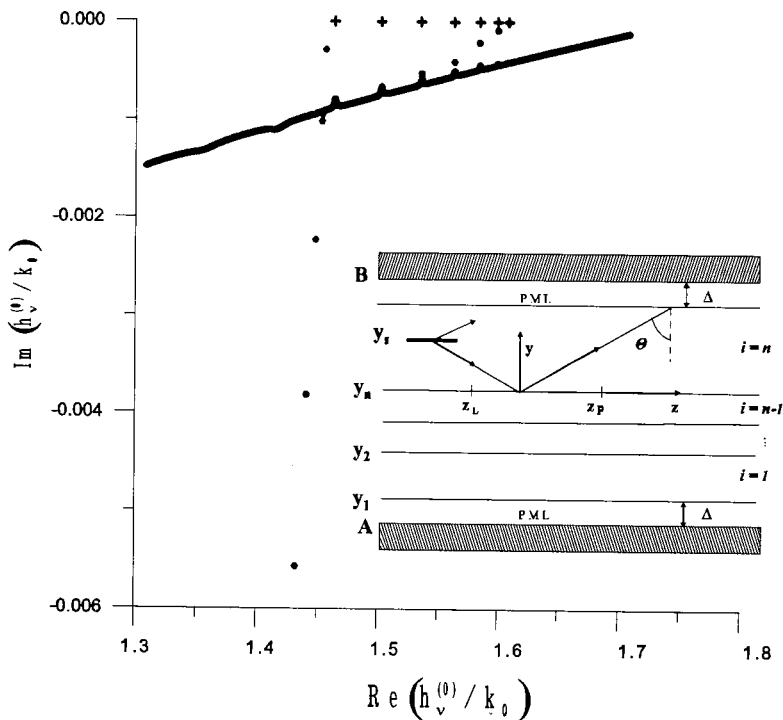 0.000
-0.002
-0.004
-0.006
Im (h_ν^(0) / k_0)
1.3
1.4
1.5
1.6
1.7
1.8
Re (h_ν^(0) / k_0)
B
PML
Δ
y_s
y
Θ
i=n
y_n
z_L
z_p
z
i=n-1
y_2
⋮
i=1
y_1
PML
Δ
A